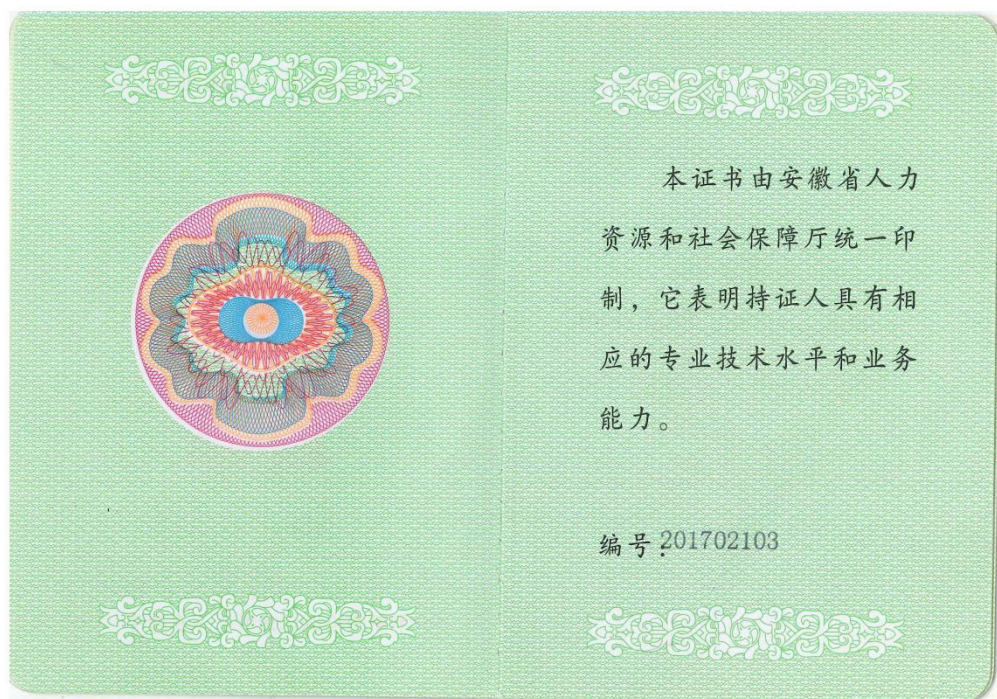 本证书由安徽省人力
资源和社会保障厅统一印
制，它表明持证人具有相
应的专业技术水平和业务
能力。
编号：201702103